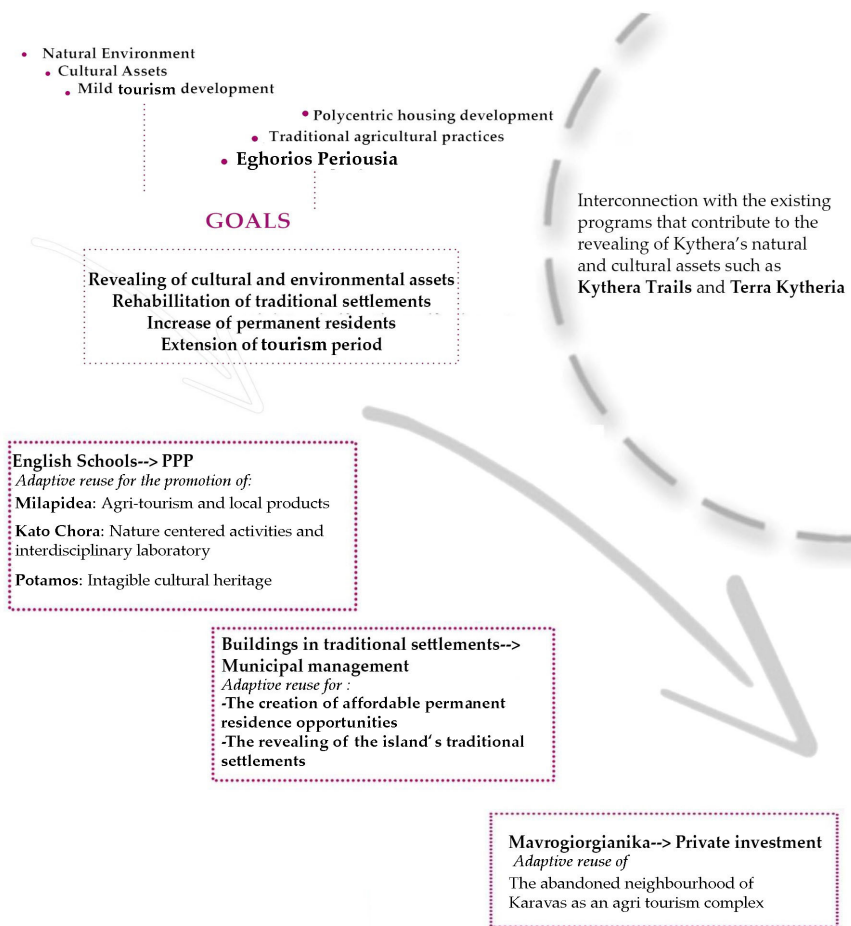 • Natural Environment
• Cultural Assets
• Mild tourism development
• Polycentric housing development
• Traditional agricultural practices
• Eghorios Periousia
GOALS
Revealing of cultural and environmental assets
Rehabillitation of traditional settlements
Increase of permanent residents
Extension of tourism period
Interconnection with the existing
programs that contribute to the
revealing of Kythera's natural
and cultural assets such as
Kythera Trails and Terra Kytheria
English Schools--> PPP
Adaptive reuse for the promotion of:
Milapidea: Agri-tourism and local products
Kato Chora: Nature centered activities and
interdisciplinary laboratory
Potamos: Intagible cultural heritage
Buildings in traditional settlements-->
Municipal management
Adaptive reuse for :
-The creation of affordable permanent
residence opportunities
-The revealing of the island's traditional
settlements
Mavrogiorgianika--> Private investment
Adaptive reuse of
The abandoned neighbourhood of
Karavas as an agri tourism complex